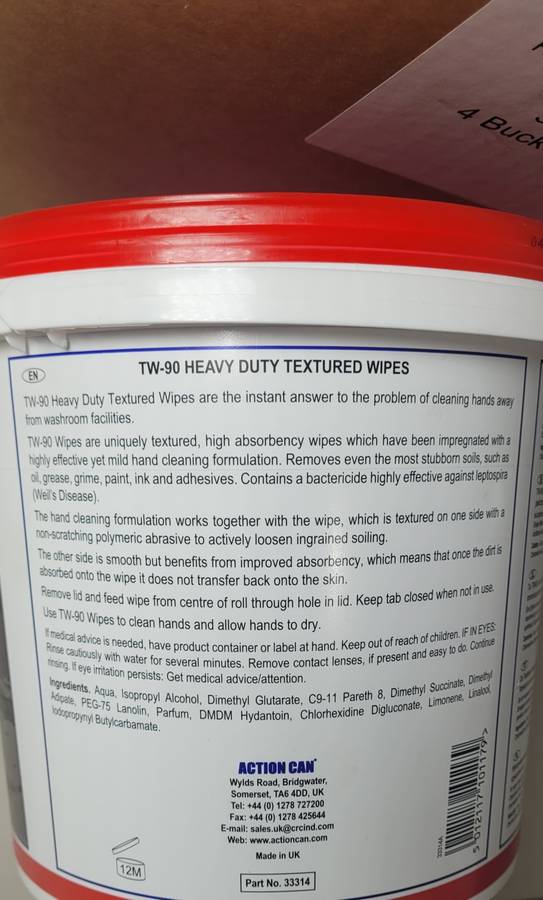 4 Buck
04
EN
TW-90 HEAVY DUTY TEXTURED WIPES
TW-90 Heavy Duty Textured Wipes are the instant answer to the problem of cleaning hands away
from washroom facilities.
TW-90 Wipes are uniquely textured, high absorbency wipes which have been impregnated with a
highly effective yet mild hand cleaning formulation. Removes even the most stubborn soils, such as
oil, grease, grime, paint, ink and adhesives. Contains a bactericide highly effective against leptospira
(Weil's Disease).
The hand cleaning formulation works together with the wipe, which is textured on one side with a
non-scratching polymeric abrasive to actively loosen ingrained soiling.
The other side is smooth but benefits from improved absorbency, which means that once the dirt is
absorbed onto the wipe it does not transfer back onto the skin.
Remove lid and feed wipe from centre of roll through hole in lid. Keep tab closed when not in use.
Use TW-90 Wipes to clean hands and allow hands to dry.
If medical advice is needed, have product container or label at hand. Keep out of reach of children. IF IN EYES:
Rinse cautiously with water for several minutes. Remove contact lenses, if present and easy to do. Continue
rinsing. If eye irritation persists: Get medical advice/attention.
Ingredients. Aqua, Isopropyl Alcohol, Dimethyl Glutarate, C9-11 Pareth 8, Dimethyl Succinate, Dimethyl
Adipate, PEG-75 Lanolin, Parfum, DMDM Hydantoin, Chlorhexidine Digluconate, Limonene, Linalool,
Iodopropynyl Butylcarbamate.
ACTION CAN®
Wylds Road, Bridgwater,
Somerset, TA6 4DD, UK
Tel: +44 (0) 1278 727200
Fax: +44 (0) 1278 425644
E-mail: sales.uk@crcind.com
Web: www.actioncan.com
Made in UK
Part No. 33314
12M
33314A
5 012117 101179 >